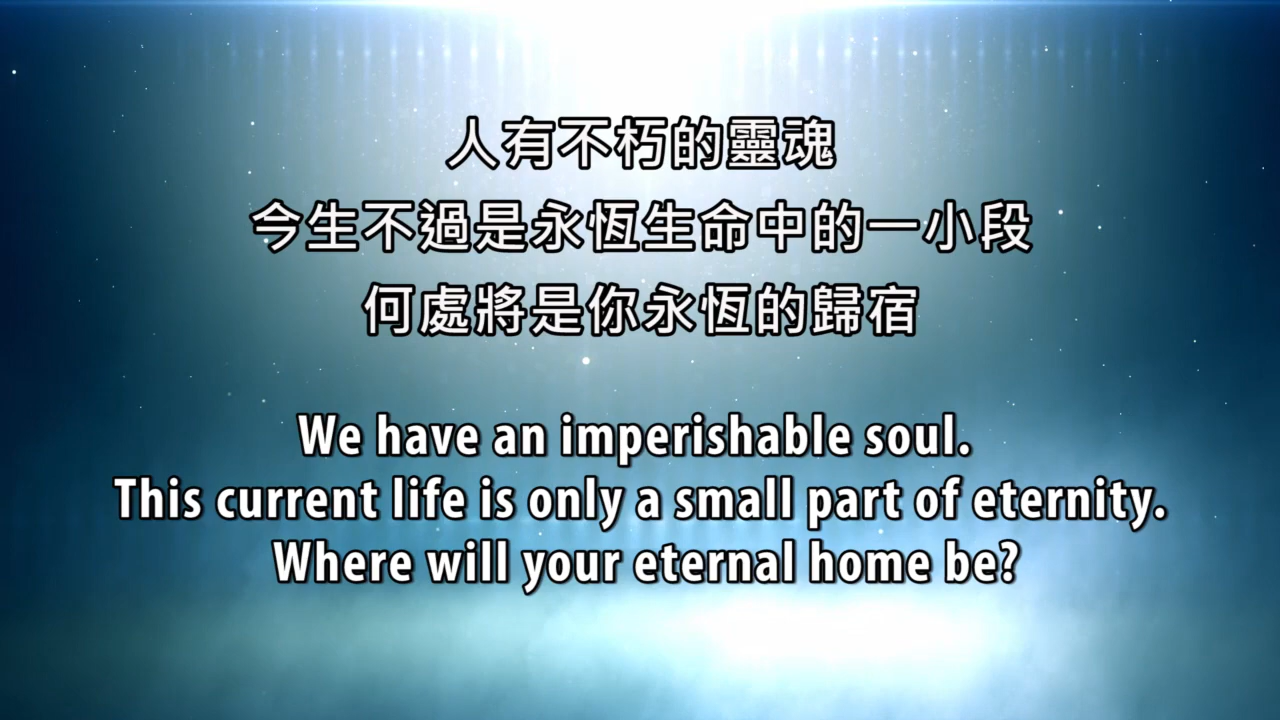 人有不朽的靈魂
今生不過是永恆生命中的一小段
何處將是你永恆的歸宿
We have an imperishable soul.
This current life is only a small part of eternity.
Where will your eternal home be?